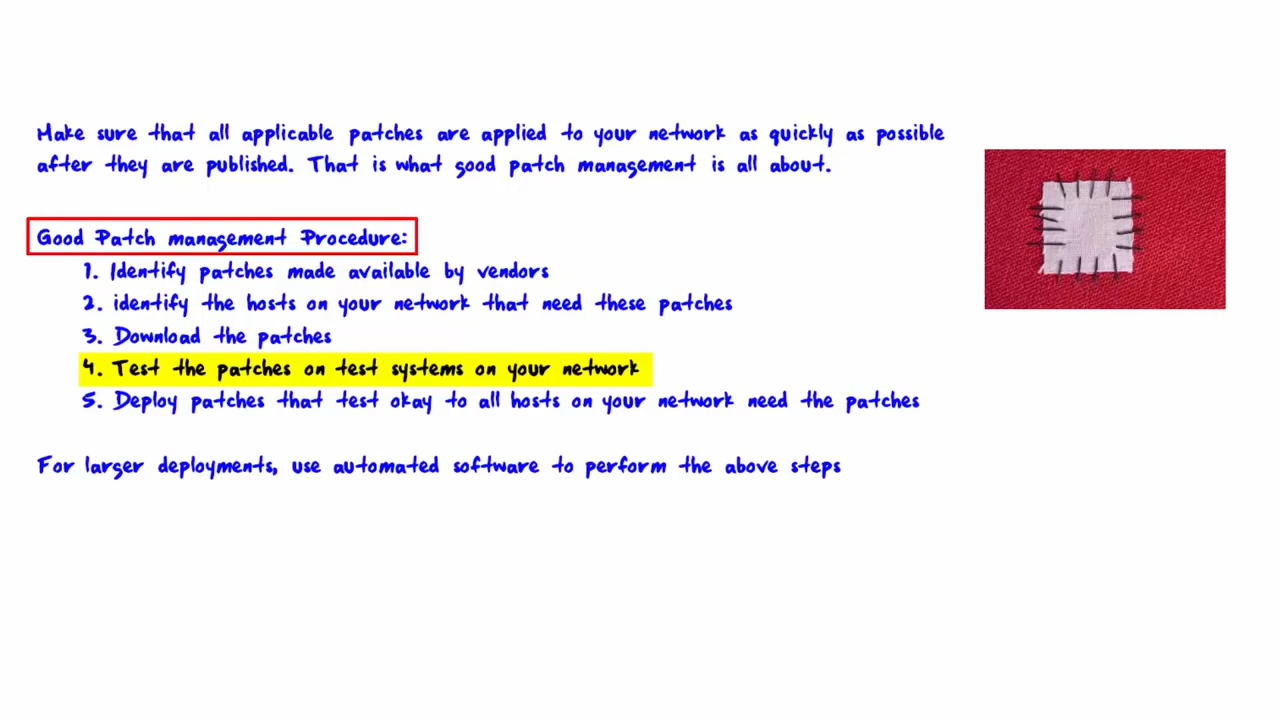 Make sure that all applicable patches are applied to your network as quickly as possible
after they are published. That is what good patch management is all about.
Good Patch management Procedure:
1. Identify patches made available by vendors
2. identify the hosts on your network that need these patches
3. Download the patches
4. Test the patches on test systems on your network
5. Deploy patches that test okay to all hosts on your network need the patches
For larger deployments, use automated software to perform the above steps